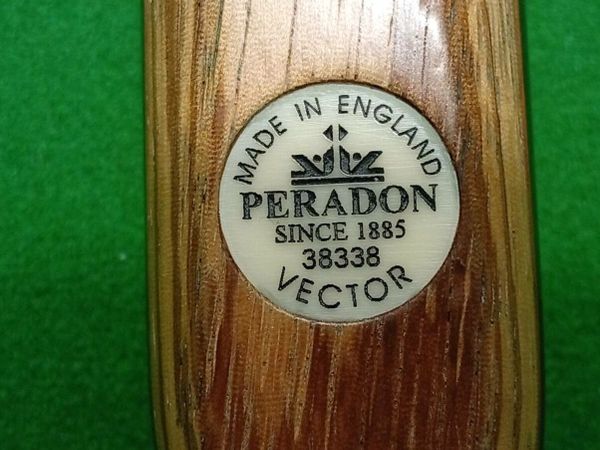 MADE IN ENGLAND
PERADON
SINCE 1885
38338
VECTOR